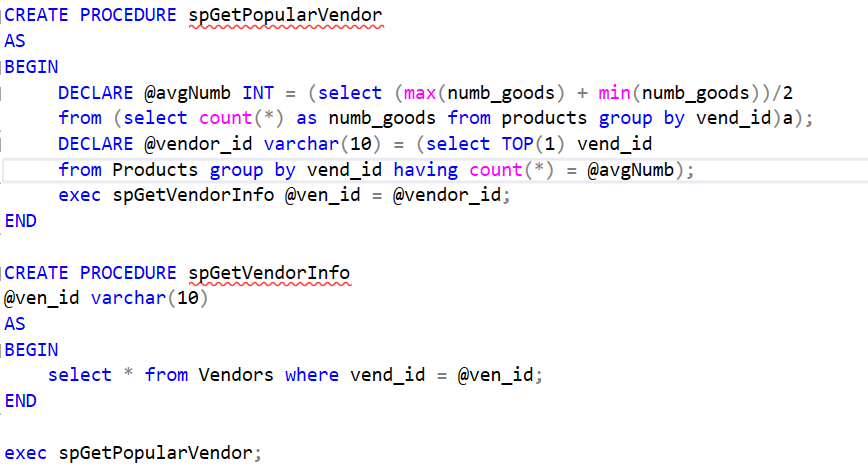 CREATE PROCEDURE spGetPopularVendor
AS
BEGIN
DECLARE @avgNumb INT = (select (max(numb_goods) + min(numb_goods))/2
from (select count(*) as numb_goods from products group by vend_id)a);
DECLARE @vendor_id varchar(10) = (select TOP(1) vend_id
from Products group by vend_id having count(*) = @avgNumb);
exec spGetVendorInfo @ven_id = @vendor_id;
END
CREATE PROCEDURE spGetVendorInfo
@ven_id varchar(10)
AS
BEGIN
select * from Vendors where vend_id = @ven_id;
END
exec spGetPopularVendor;